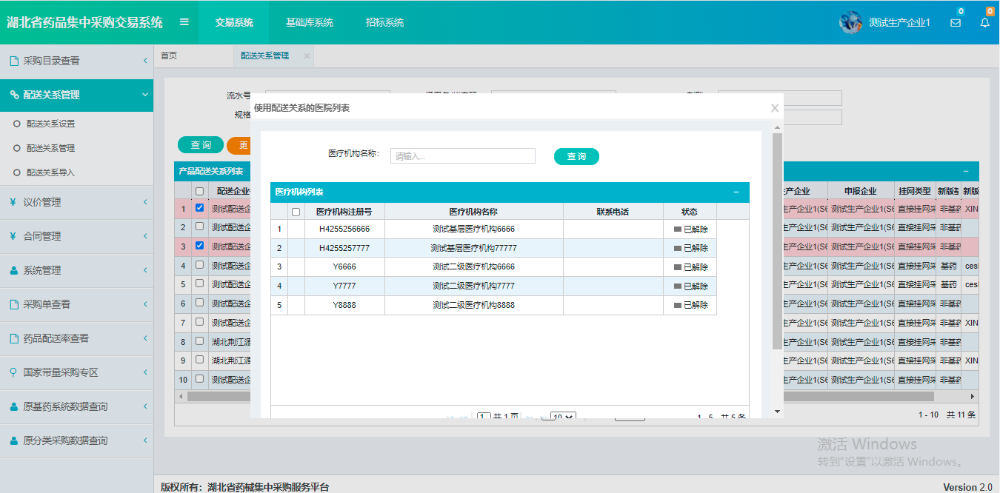 湖北省药品集中采购交易系统 交易系统 基础库系统 招标系统 测试生产企业1 0 0
采购目录查看
配送关系管理
配送关系设置
配送关系管理
配送关系导入
议价管理
合同管理
系统管理
采购单查看
药品配送率查看
国家带量采购专区
原基药系统数据查询
原分类采购数据查询
首页 配送关系管理 ×
流水号
规格
查 询 更
产品配送关系列表
配送企业 产企业 申报企业 挂网类型 新版基 新版
1 测试配送企 生产企业1(S6 测试生产企业1(S6 直接挂网采 非基药 XIN
2 测试配送企 生产企业1(S6 测试生产企业1(S6 直接挂网采 非基药
3 测试配送企 生产企业1(S6 测试生产企业1(S6 直接挂网采 非基药
4 测试配送企 生产企业1(S6 测试生产企业1(S6 直接挂网采 基药 ces
5 测试配送企 生产企业1(S6 测试生产企业1(S6 直接挂网采 基药 ces
6 测试配送企 生产企业1(S6 测试生产企业1(S6 直接挂网采 非基药
7 测试配送企 生产企业1(S6 测试生产企业1(S6 直接挂网采 非基药 XIN
8 湖北荆江源 生产企业1(S6 测试生产企业1(S6 直接挂网采 非基药
9 湖北荆江源 生产企业1(S6 测试生产企业1(S6 直接挂网采 非基药 XIN
10 测试配送企 生产企业1(S6 测试生产企业1(S6 直接挂网采 非基药
1 - 10 共 11 条
使用配送关系的医院列表 X
医疗机构名称: 请输入... 查 询
医疗机构列表
医疗机构注册号 医疗机构名称 联系电话 状态
1 H4255256666 测试基层医疗机构6666 已解除
2 H4255257777 测试基层医疗机构77777 已解除
3 Y6666 测试二级医疗机构6666 已解除
4 Y7777 测试二级医疗机构7777 已解除
5 Y8888 测试二级医疗机构8888 已解除
1 共 1 页 10 1 - 5 共 5 条
激活 Windows
转到"设置"以激活 Windows。
版权所有: 湖北省药械集中采购服务平台 Version 2.0